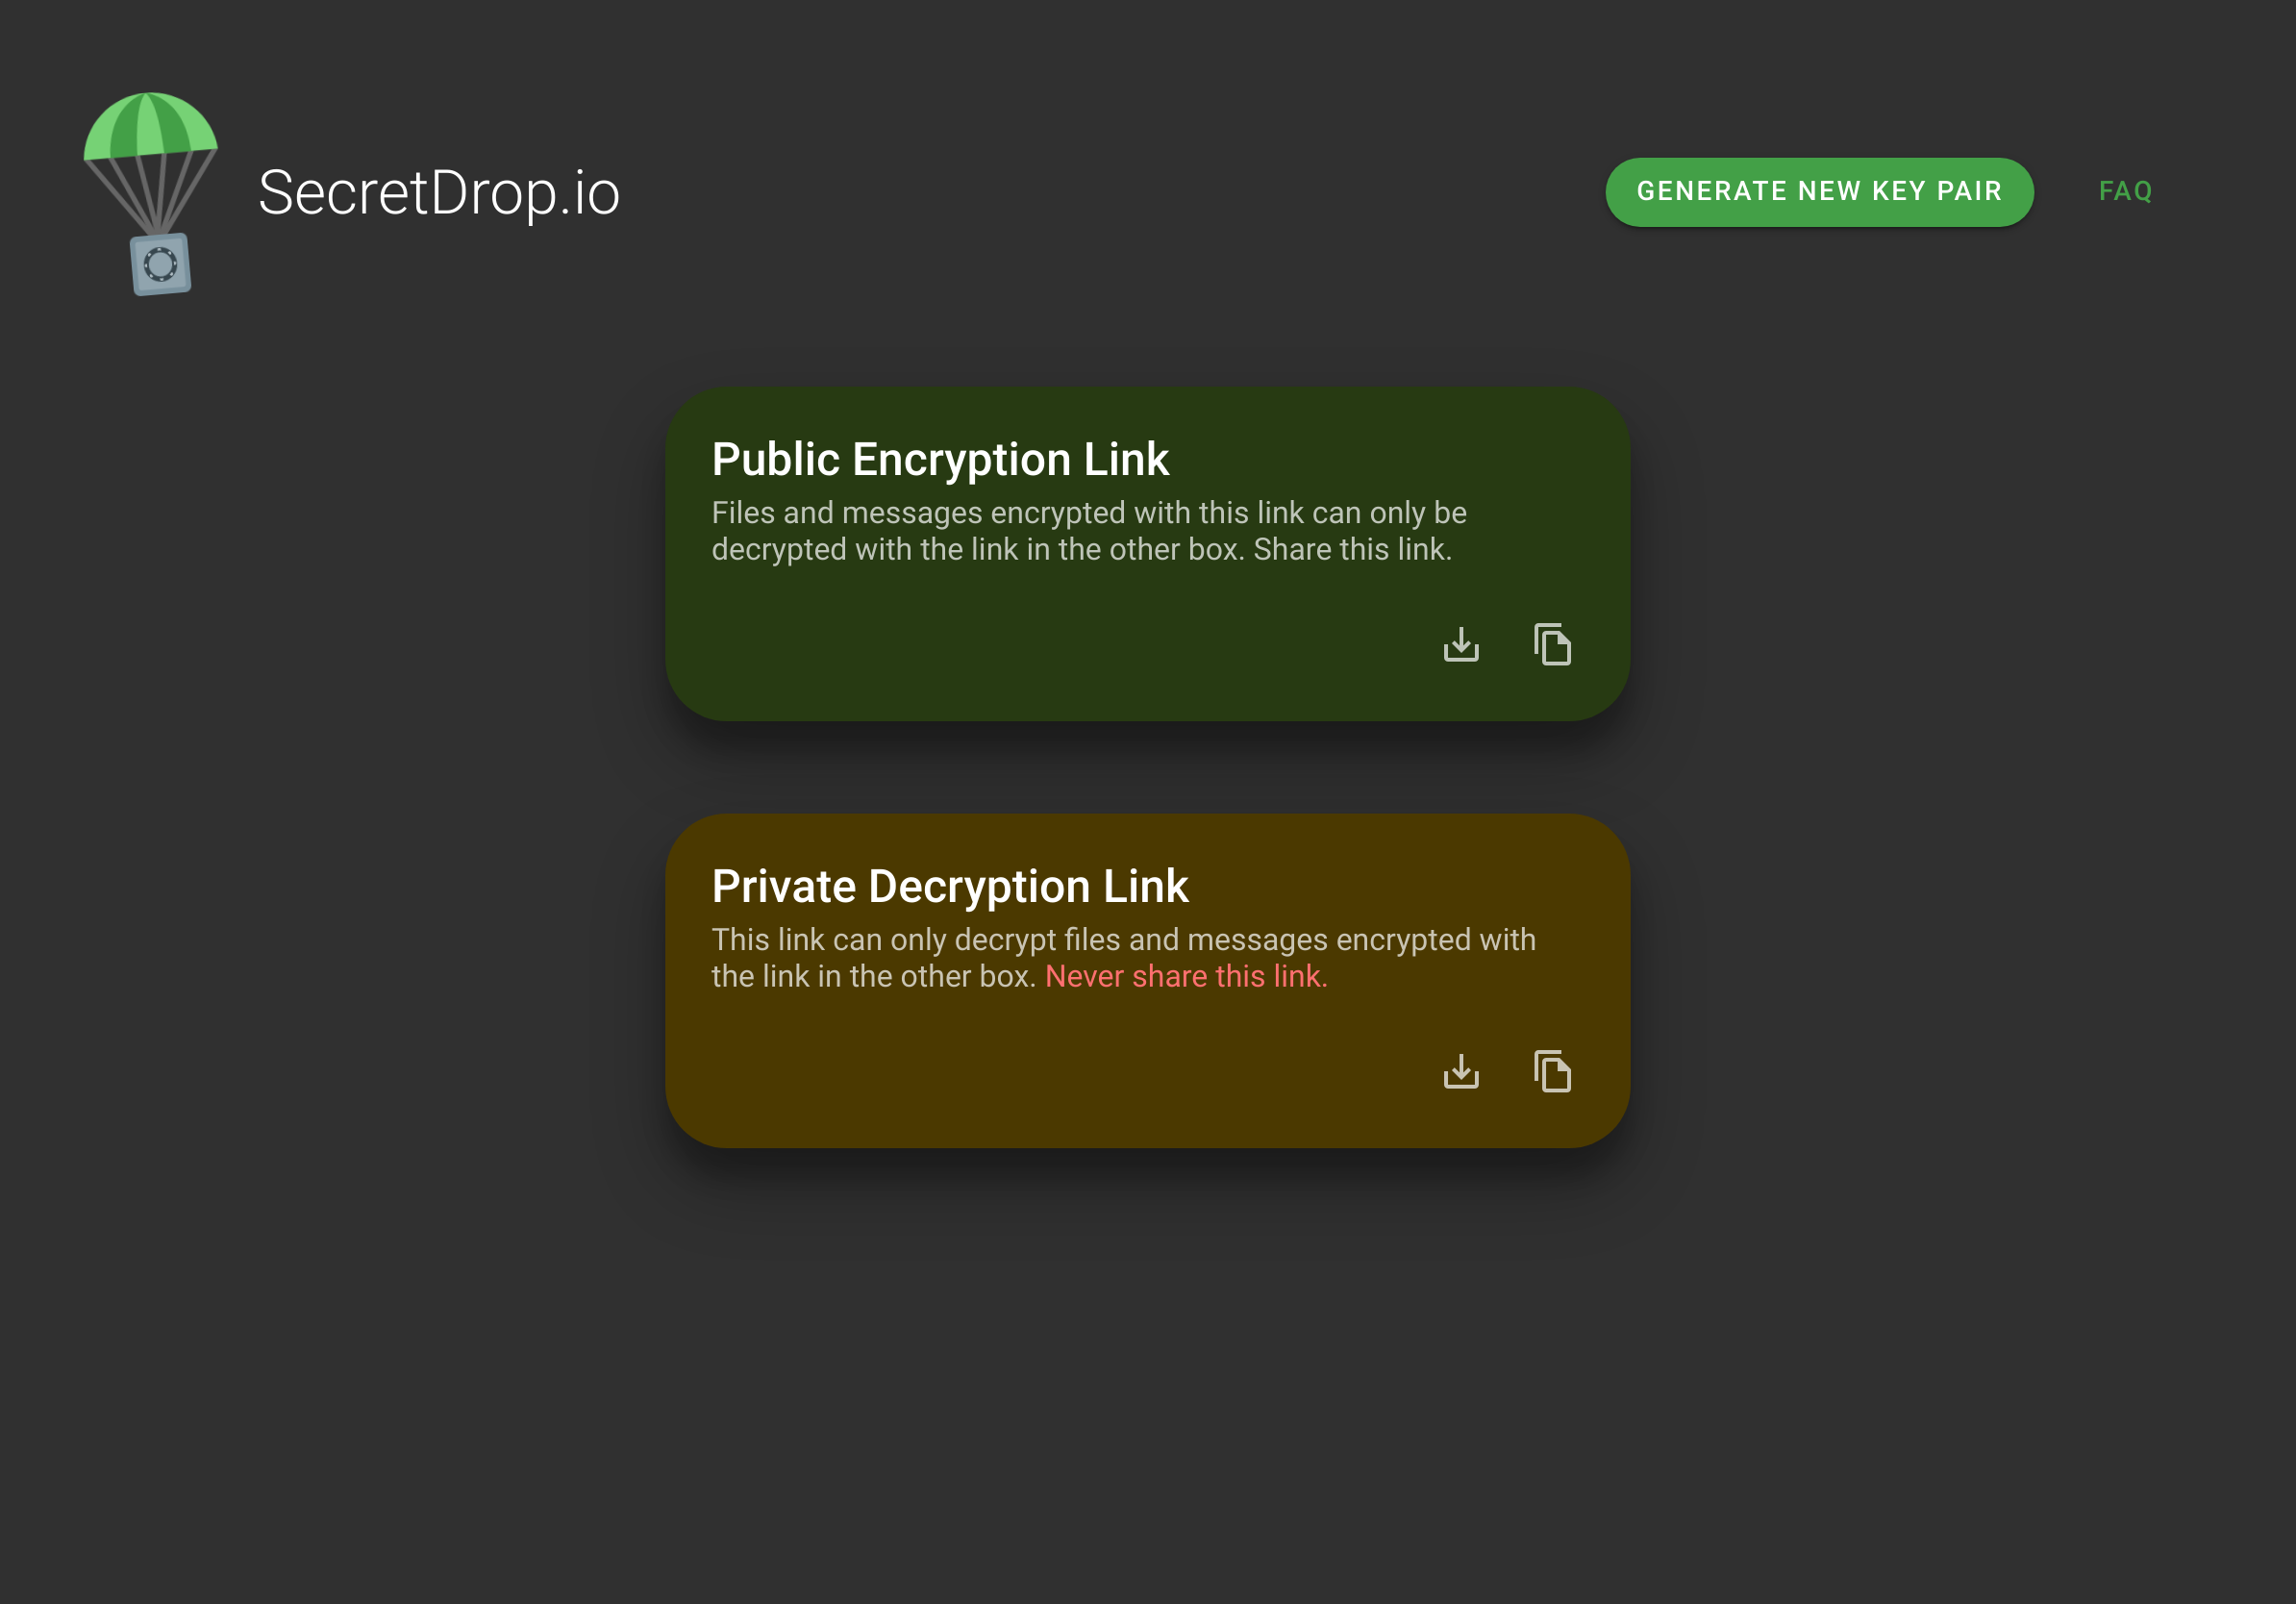 SecretDrop.io
GENERATE NEW KEY PAIR
FAQ
Public Encryption Link
Files and messages encrypted with this link can only be
decrypted with the link in the other box. Share this link.
Private Decryption Link
This link can only decrypt files and messages encrypted with
the link in the other box. Never share this link.